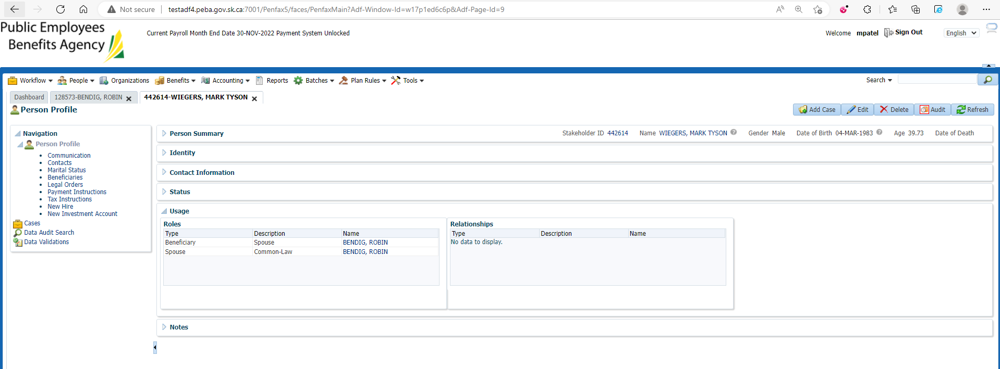 Not secure | testadf4.peba.gov.sk.ca:7001/Penfax5/faces/PenfaxMain?Adf-Window-Id=w17p1ed6c6p&Adf-Page-Id=9
Public Employees
Benefits Agency
Current Payroll Month End Date 30-NOV-2022 Payment System Unlocked
Welcome mpatel Sign Out English
Workflow People Organizations Benefits Accounting Reports Batches Plan Rules Tools Search
Dashboard 128573-BENDIG, ROBIN 442614-WIEGERS, MARK TYSON
Person Profile
Add Case Edit Delete Audit Refresh
Navigation
Person Profile
Communication
Contacts
Marital Status
Beneficiaries
Legal Orders
Payment Instructions
Tax Instructions
New Hire
New Investment Account
Cases
Data Audit Search
Data Validations
Person Summary Stakeholder ID 442614 Name WIEGERS, MARK TYSON Gender Male Date of Birth 04-MAR-1983 Age 39.73 Date of Death
Identity
Contact Information
Status
Usage
Roles
Type Description Name
Beneficiary Spouse BENDIG, ROBIN
Spouse Common-Law BENDIG, ROBIN
Relationships
Type Description Name
No data to display.
Notes